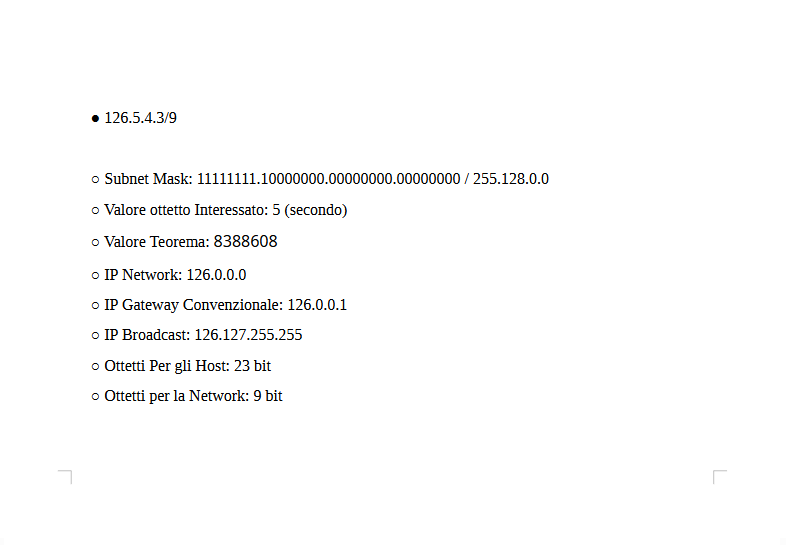 ● 126.5.4.3/9
○ Subnet Mask: 11111111.10000000.00000000.00000000 / 255.128.0.0
○ Valore ottetto Interessato: 5 (secondo)
○ Valore Teorema: 8388608
○ IP Network: 126.0.0.0
○ IP Gateway Convenzionale: 126.0.0.1
○ IP Broadcast: 126.127.255.255
○ Ottetti Per gli Host: 23 bit
○ Ottetti per la Network: 9 bit